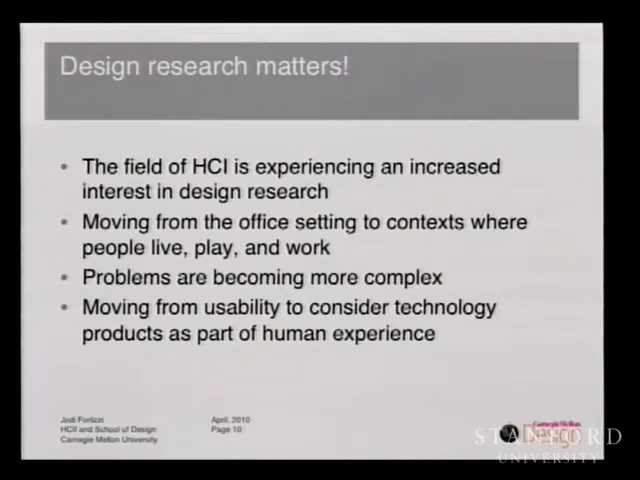 Design research matters!
• The field of HCI is experiencing an increased
interest in design research
• Moving from the office setting to contexts where
people live, play, and work
• Problems are becoming more complex
• Moving from usability to consider technology
products as part of human experience
Jodi Forlizzi
HCII and School of Design
Carnegie Mellon University
April, 2010
Page 10
Carnegie Mellon
Design
STANFORD
UNIVERSITY